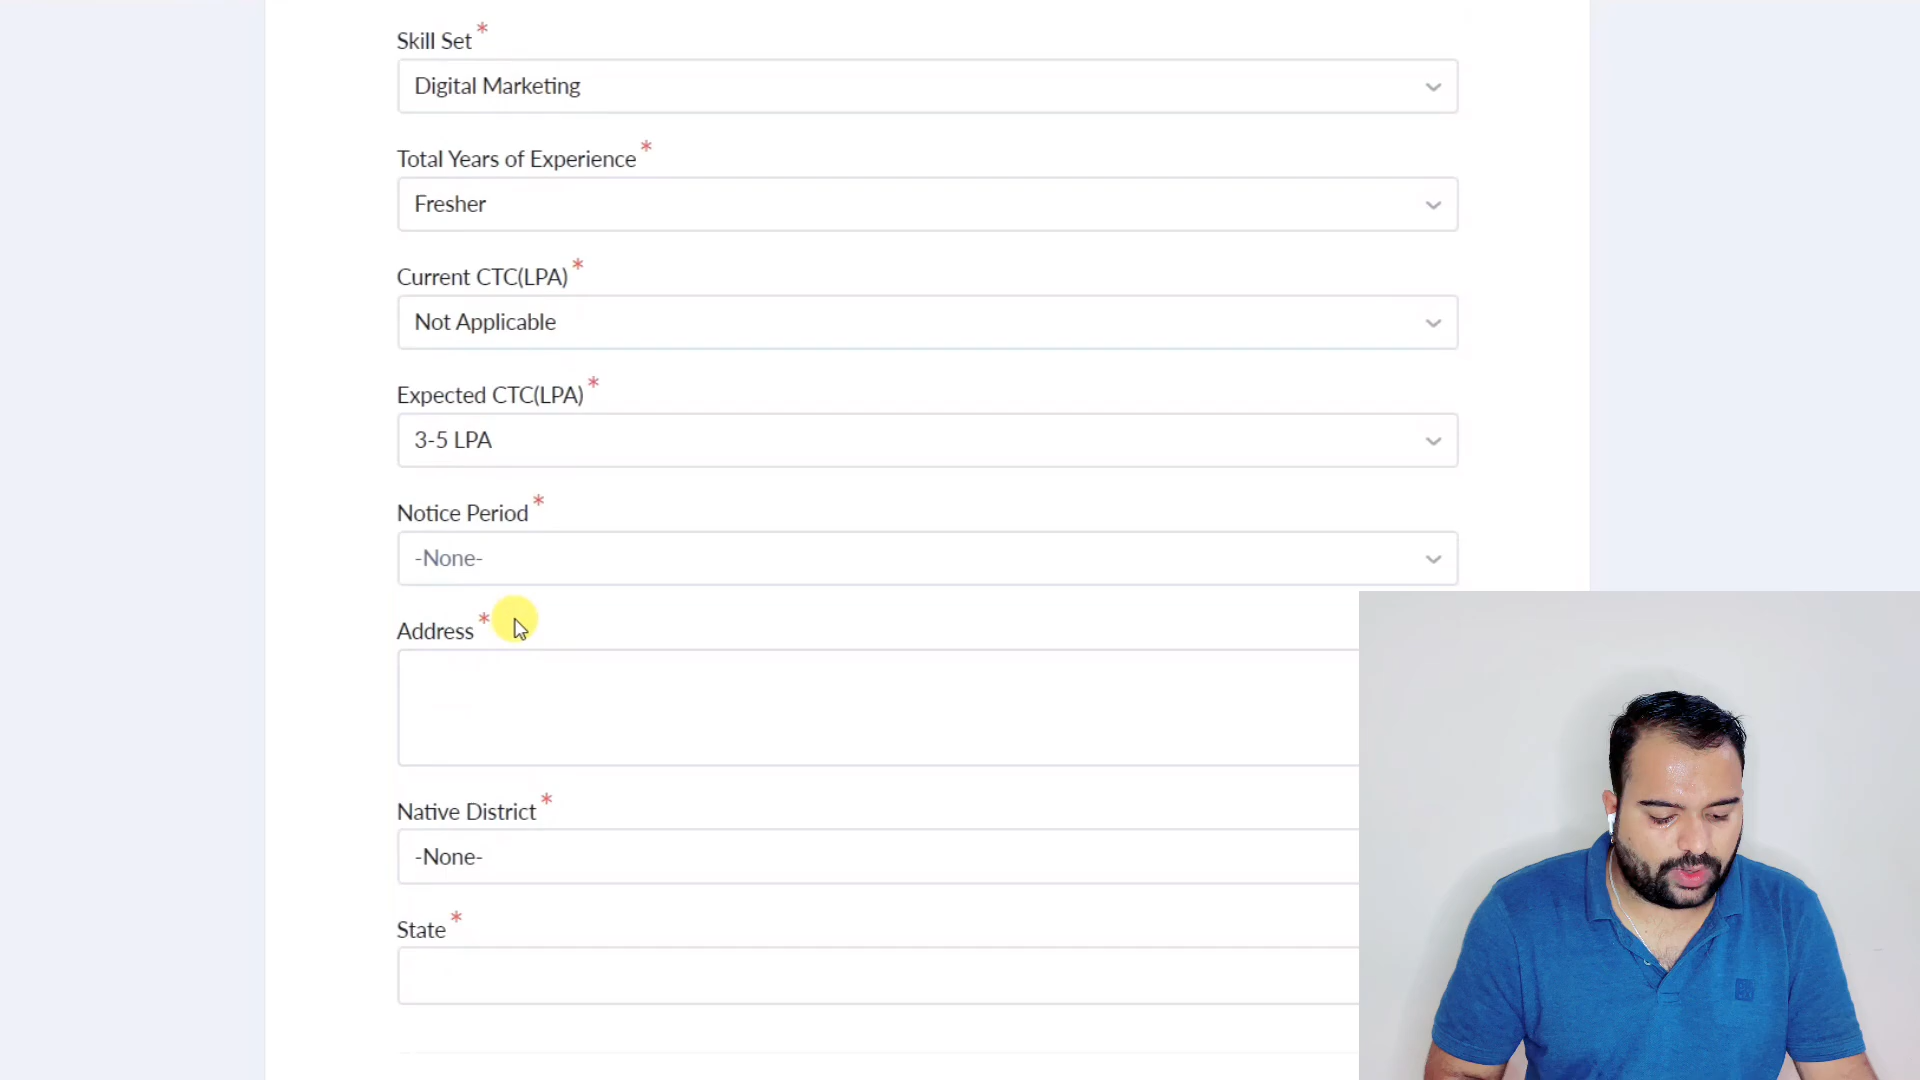 Skill Set *
Digital Marketing
Total Years of Experience *
Fresher
Current CTC(LPA) *
Not Applicable
Expected CTC(LPA) *
3-5 LPA
Notice Period *
-None-
Address *
Native District *
-None-
State *